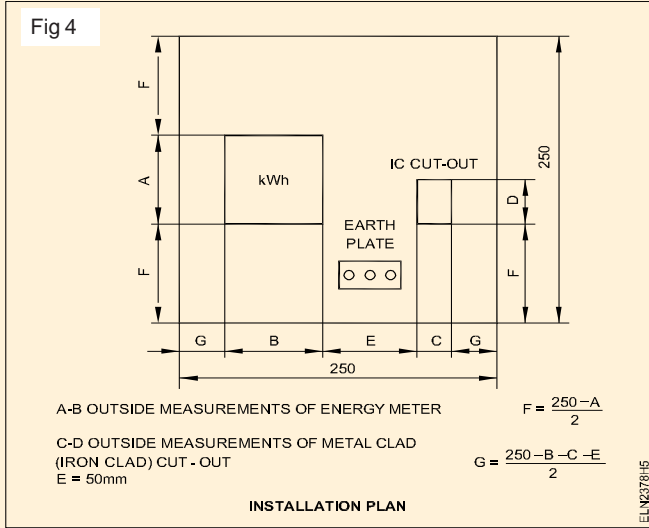 Fig 4
F
A
kWh
IC CUT-OUT
D
250
EARTH
PLATE
F
F
G B E C G
250
A-B OUTSIDE MEASUREMENTS OF ENERGY METER
F = 250 – A / 2
C-D OUTSIDE MEASUREMENTS OF METAL CLAD
(IRON CLAD) CUT - OUT
G = 250 – B – C – E / 2
E = 50mm
INSTALLATION PLAN
ELN2378H5